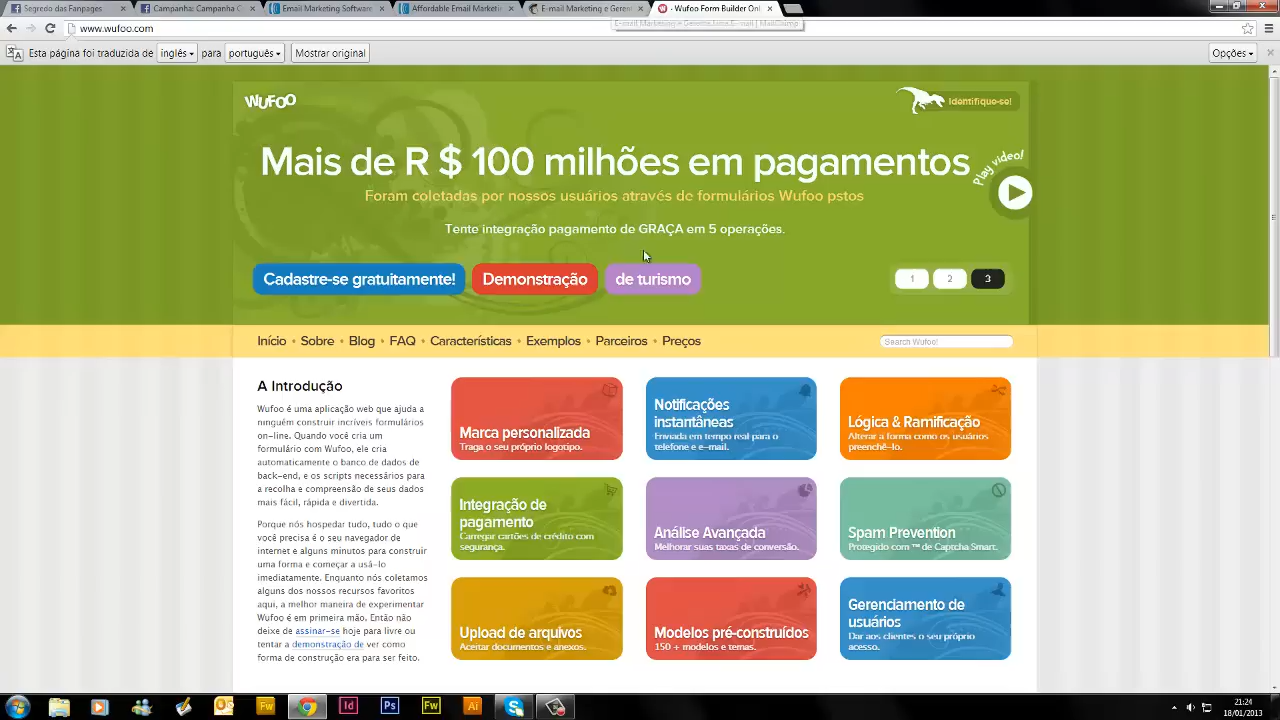 Segredo das Fanpages
Campanha: Campanha C
Email Marketing Software
Affordable Email Marketin
E-mail Marketing e Gerenc
Wufoo Form Builder Onl
www.wufoo.com
Esta página foi traduzida de inglês para português Mostrar original Opções
WUFOO
Identifique-se!
Mais de R $ 100 milhões em pagamentos
Play video!
Foram coletadas por nossos usuários através de formulários Wufoo pstos
Tente integração pagamento de GRAÇA em 5 operações.
Cadastre-se gratuitamente! Demonstração de turismo
1 2 3
Início • Sobre • Blog • FAQ • Características • Exemplos • Parceiros • Preços
Search Wufoo!
A Introdução
Wufoo é uma aplicação web que ajuda a
ninguém construir incríveis formulários
on-line. Quando você cria um
formulário com Wufoo, ele cria
automaticamente o banco de dados de
back-end, e os scripts necessários para
a recolha e compreensão de seus dados
mais fácil, rápida e divertida.
Porque nós hospedar tudo, tudo o que
você precisa é o seu navegador de
internet e alguns minutos para construir
uma forma e começar a usá-lo
imediatamente. Enquanto nós coletamos
alguns dos nossos recursos favoritos
aqui, a melhor maneira de experimentar
Wufoo é em primeira mão. Então não
deixe de assinar-se hoje para livre ou
tentar a demonstração de ver como
forma de construção era para ser feito.
Marca personalizada
Traga o seu próprio logotipo.
Notificações
instantâneas
Enviada em tempo real para o
telefone e e-mail.
Lógica & Ramificação
Alterar a forma como os usuários
preenchê-lo.
Integração de
pagamento
Carregar cartões de crédito com
segurança.
Análise Avançada
Melhorar suas taxas de conversão.
Spam Prevention
Protegido com ™ de Captcha Smart.
Upload de arquivos
Aceitar documentos e anexos.
Modelos pré-construídos
150 + modelos e temas.
Gerenciamento de
usuários
Dar aos clientes o seu próprio
acesso.
Fw
Id
Ps
Fw
Ai
21:24
18/01/2013